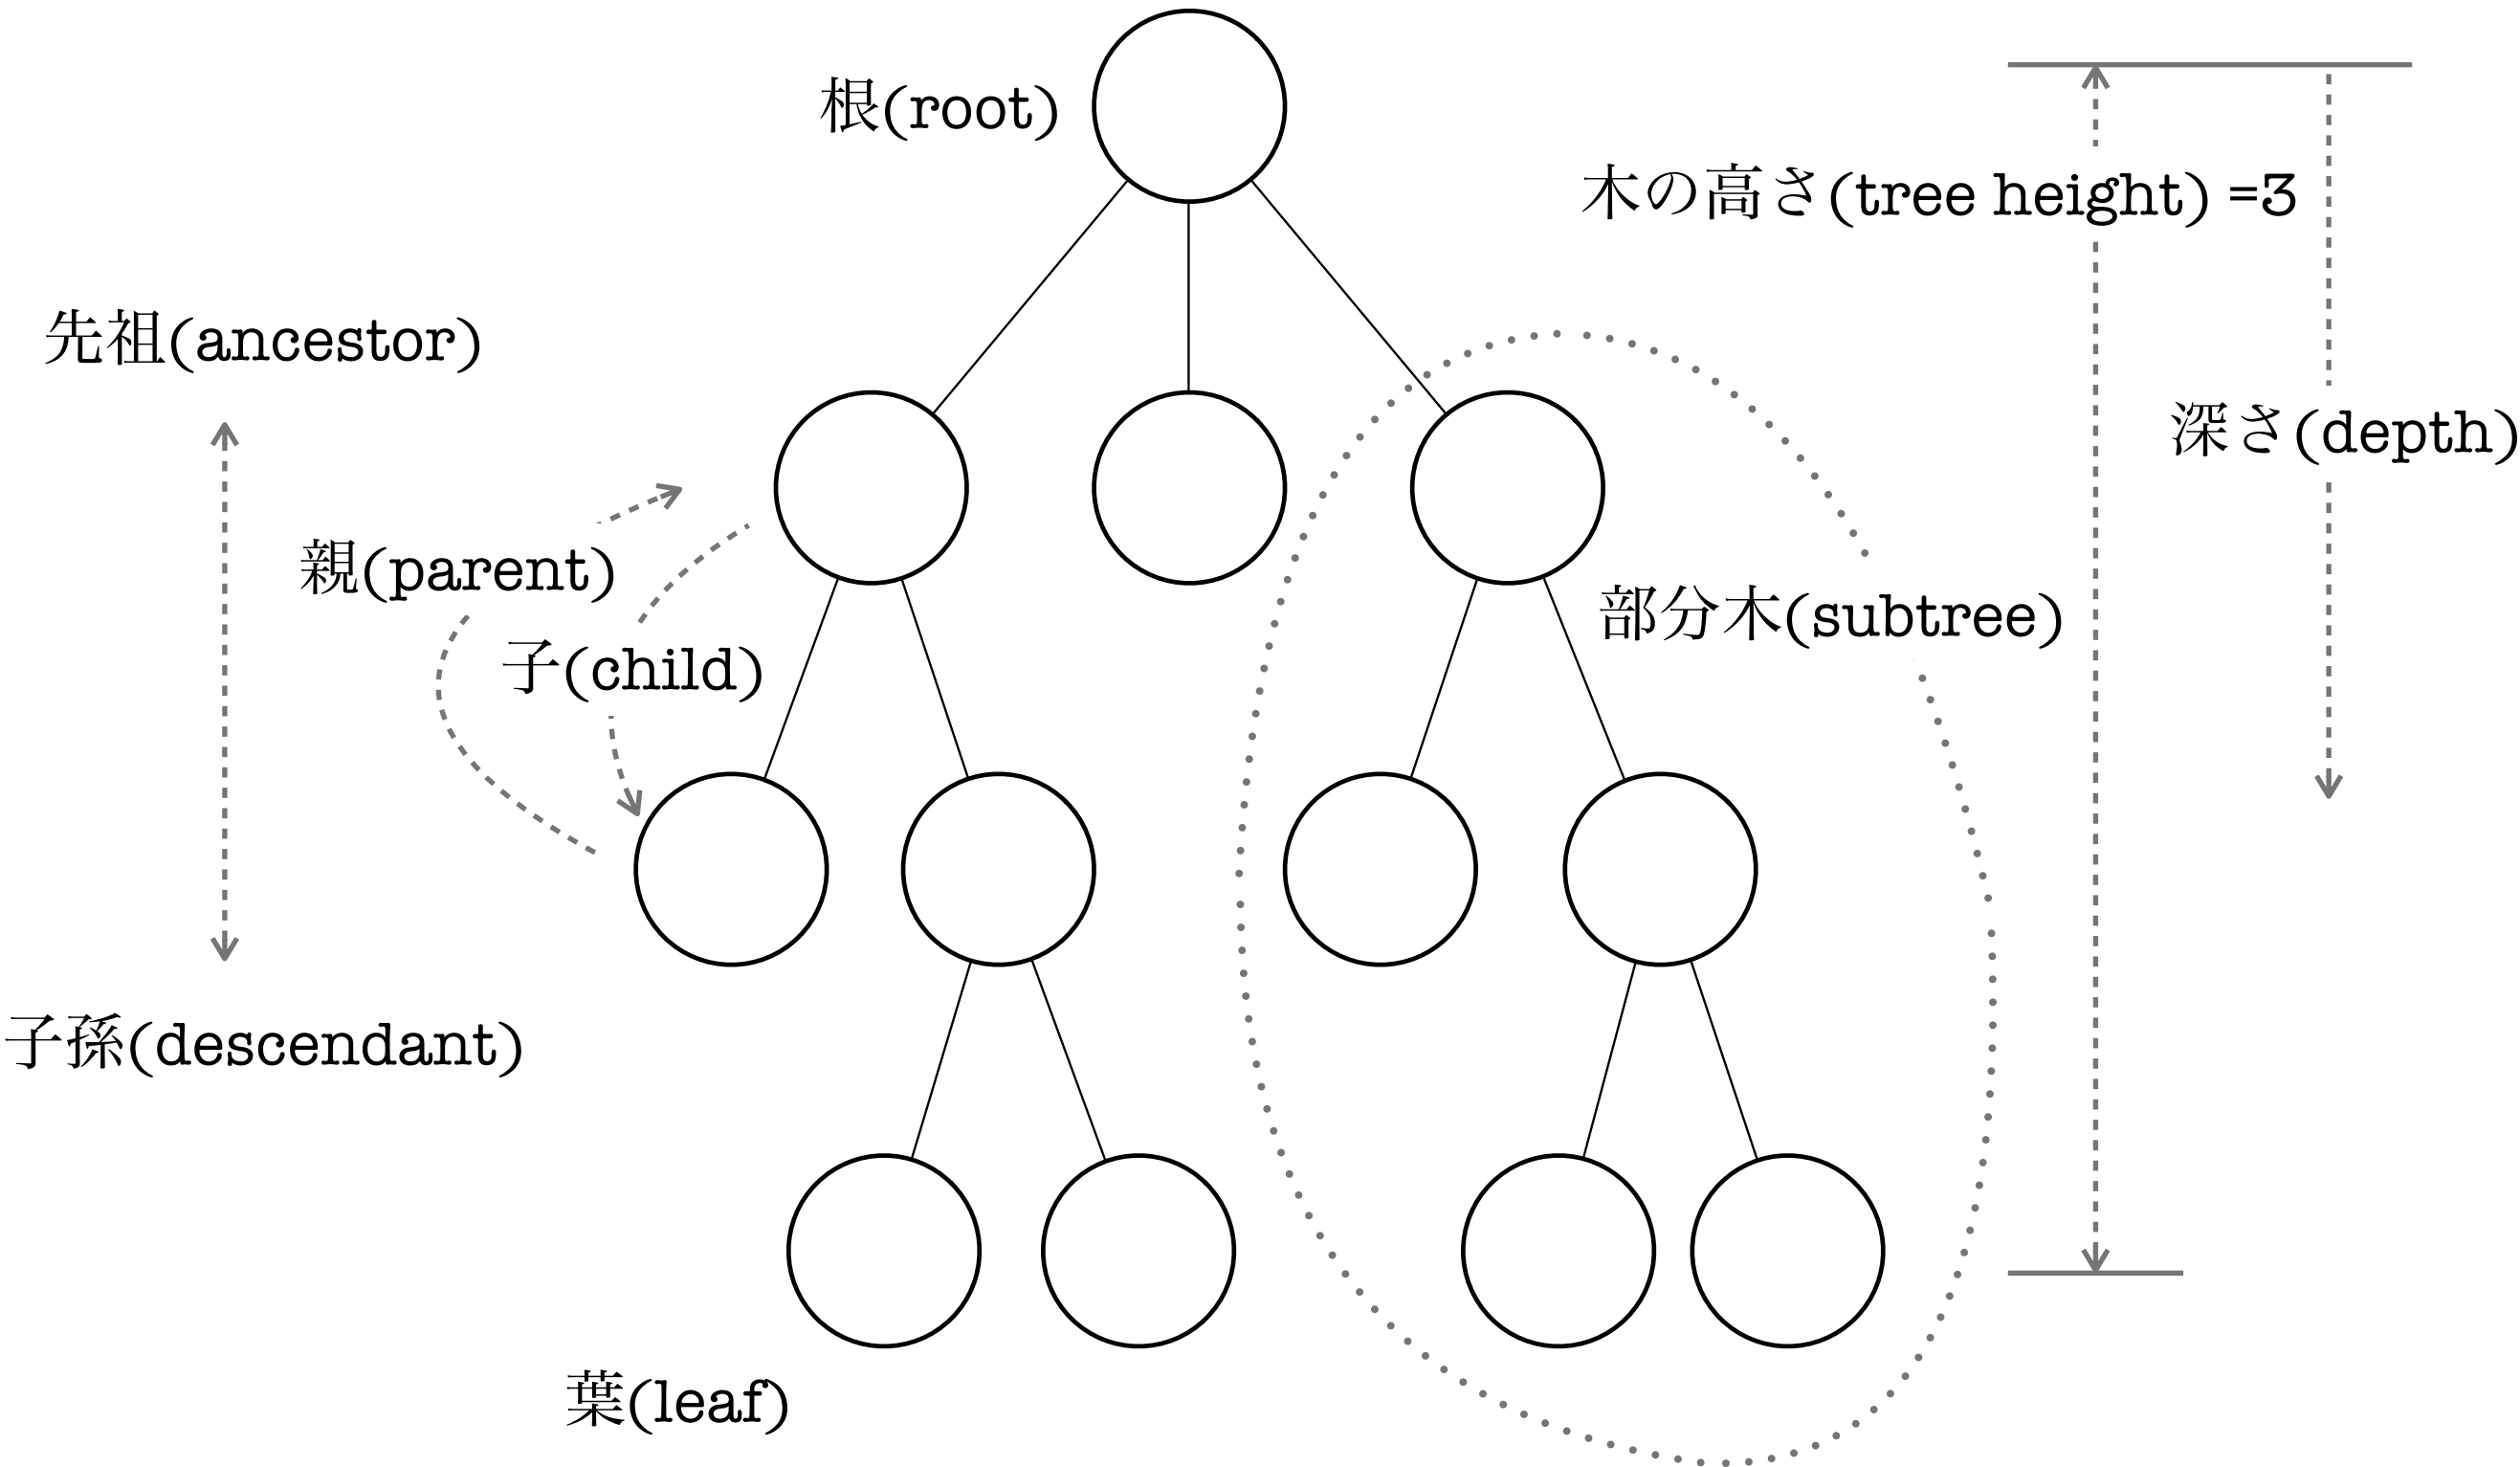 根(root)
木の高さ(tree height) =3
先祖(ancestor)
深さ(depth)
親(parent)
部分木(subtree)
子(child)
子孫(descendant)
葉(leaf)